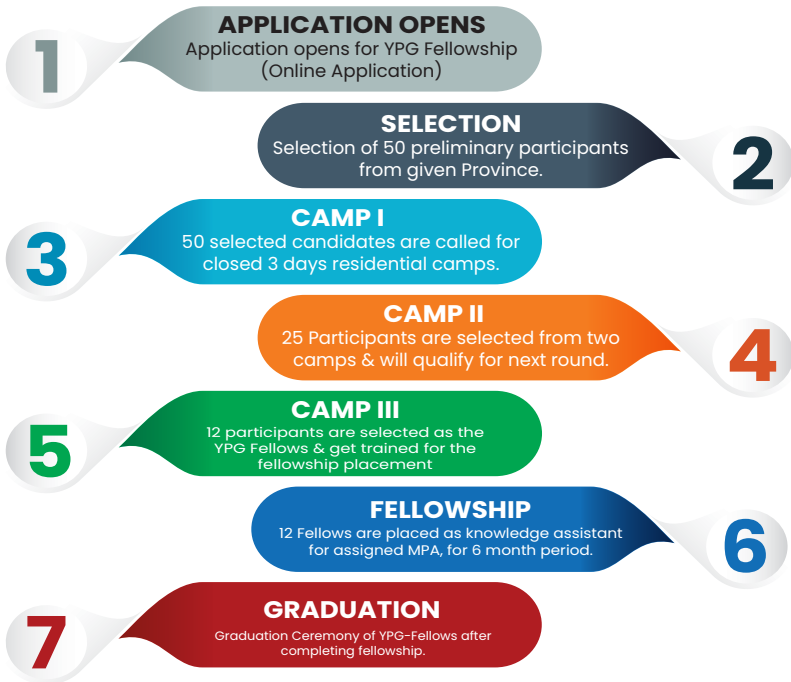 1
APPLICATION OPENS
Application opens for YPG Fellowship
(Online Application)
SELECTION
Selection of 50 preliminary participants
from given Province.
2
3
CAMP I
50 selected candidates are called for
closed 3 days residential camps.
CAMP II
25 Participants are selected from two
camps & will qualify for next round.
4
5
CAMP III
12 participants are selected as the
YPG Fellows & get trained for the
fellowship placement
FELLOWSHIP
12 Fellows are placed as knowledge assistant
for assigned MPA, for 6 month period.
6
7
GRADUATION
Graduation Ceremony of YPG-Fellows after
completing fellowship.